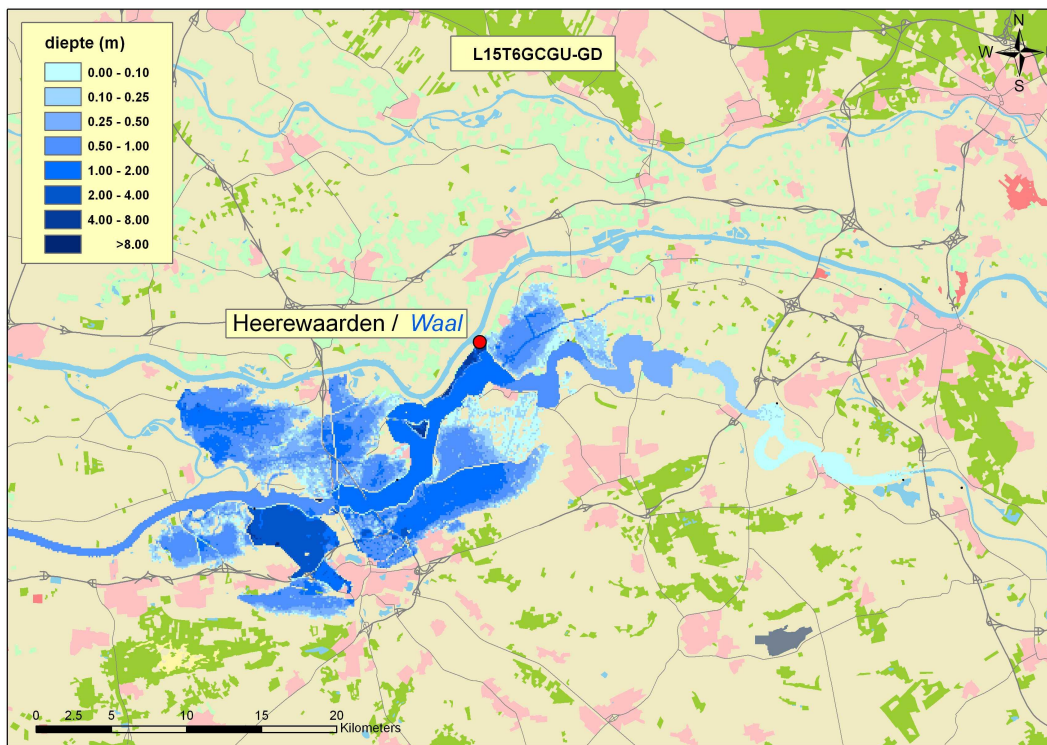 diepte (m)
0.00 - 0.10
0.10 - 0.25
0.25 - 0.50
0.50 - 1.00
1.00 - 2.00
2.00 - 4.00
4.00 - 8.00
>8.00
L15T6GCGU-GD
N
W E
S
Heerewaarden / Waal
0 2.5 5 10 15 20
Kilometers